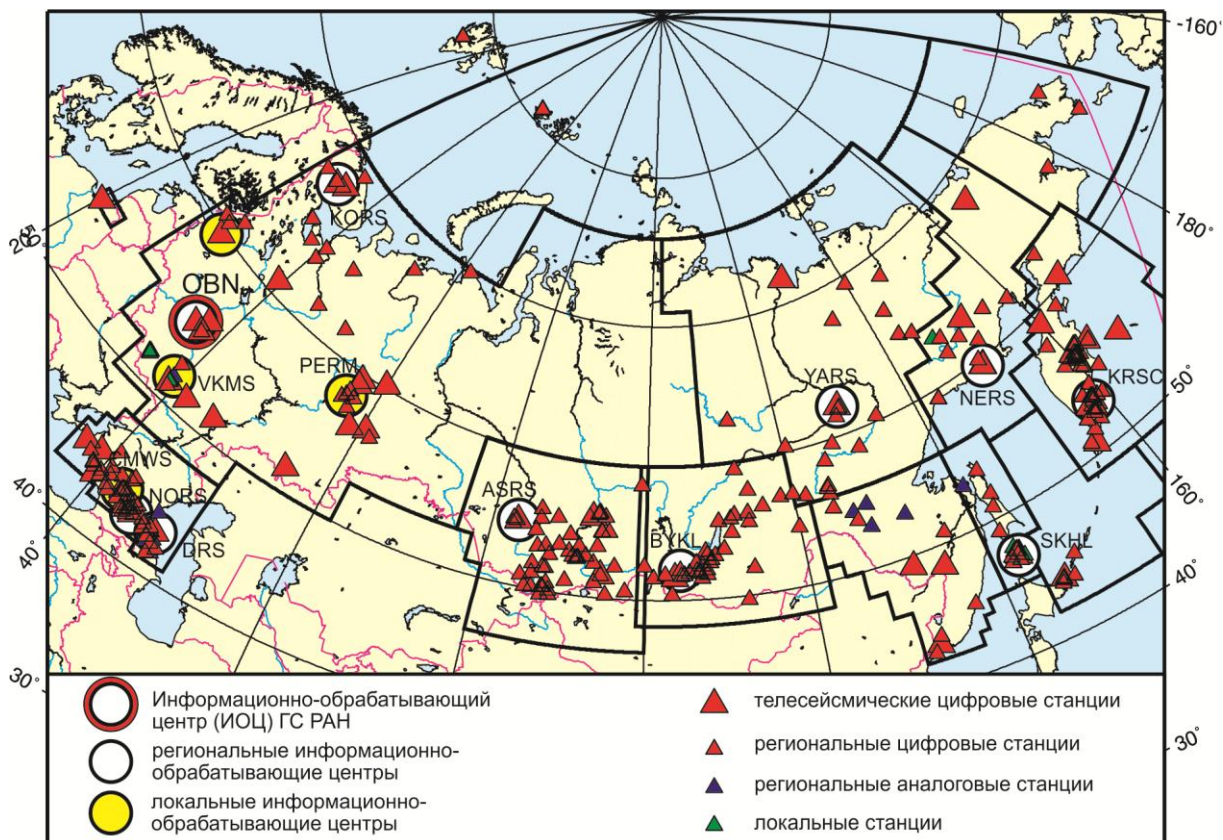 -160°
180°
160°
50°
40°
30°
40°
40°
30°
KORS
OBN
VKMS
PERM
CMWS
NORS
DRS
ASRS
BYKL
YARS
NERS
KRSC
SKHL
Информационно-обрабатывающий
центр (ИОЦ) ГС РАН
региональные информационно-
обрабатывающие центры
локальные информационно-
обрабатывающие центры
телесейсмические цифровые станции
региональные цифровые станции
региональные аналоговые станции
локальные станции